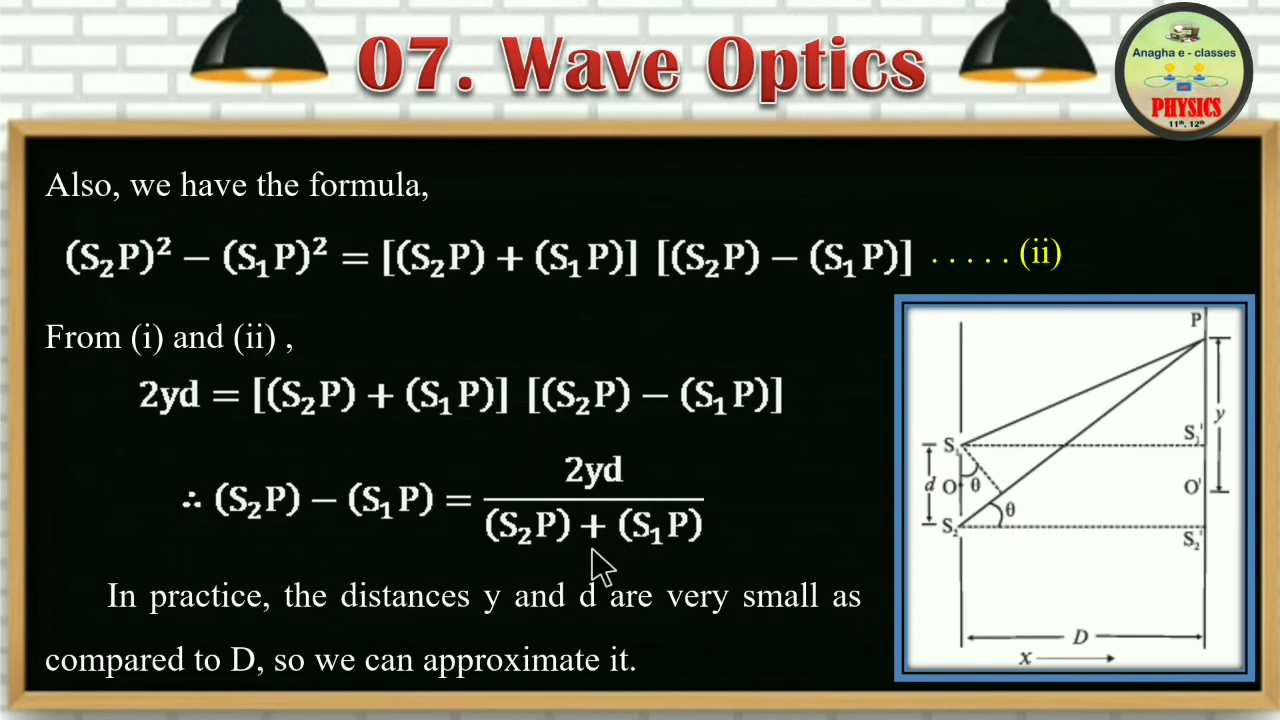 07. Wave Optics
Anagha e - classes
PHYSICS
11th, 12th
Also, we have the formula,
(S₂P)² − (S₁P)² = [(S₂P) + (S₁P)] [(S₂P) − (S₁P)] . . . . . (ii)
From (i) and (ii) ,
2yd = [(S₂P) + (S₁P)] [(S₂P) − (S₁P)]
∴ (S₂P) − (S₁P) = 2yd / (S₂P) + (S₁P)
In practice, the distances y and d are very small as
compared to D, so we can approximate it.
P
y
S₁ S₁'
d O θ O'
θ
S₂ S₂'
D
x